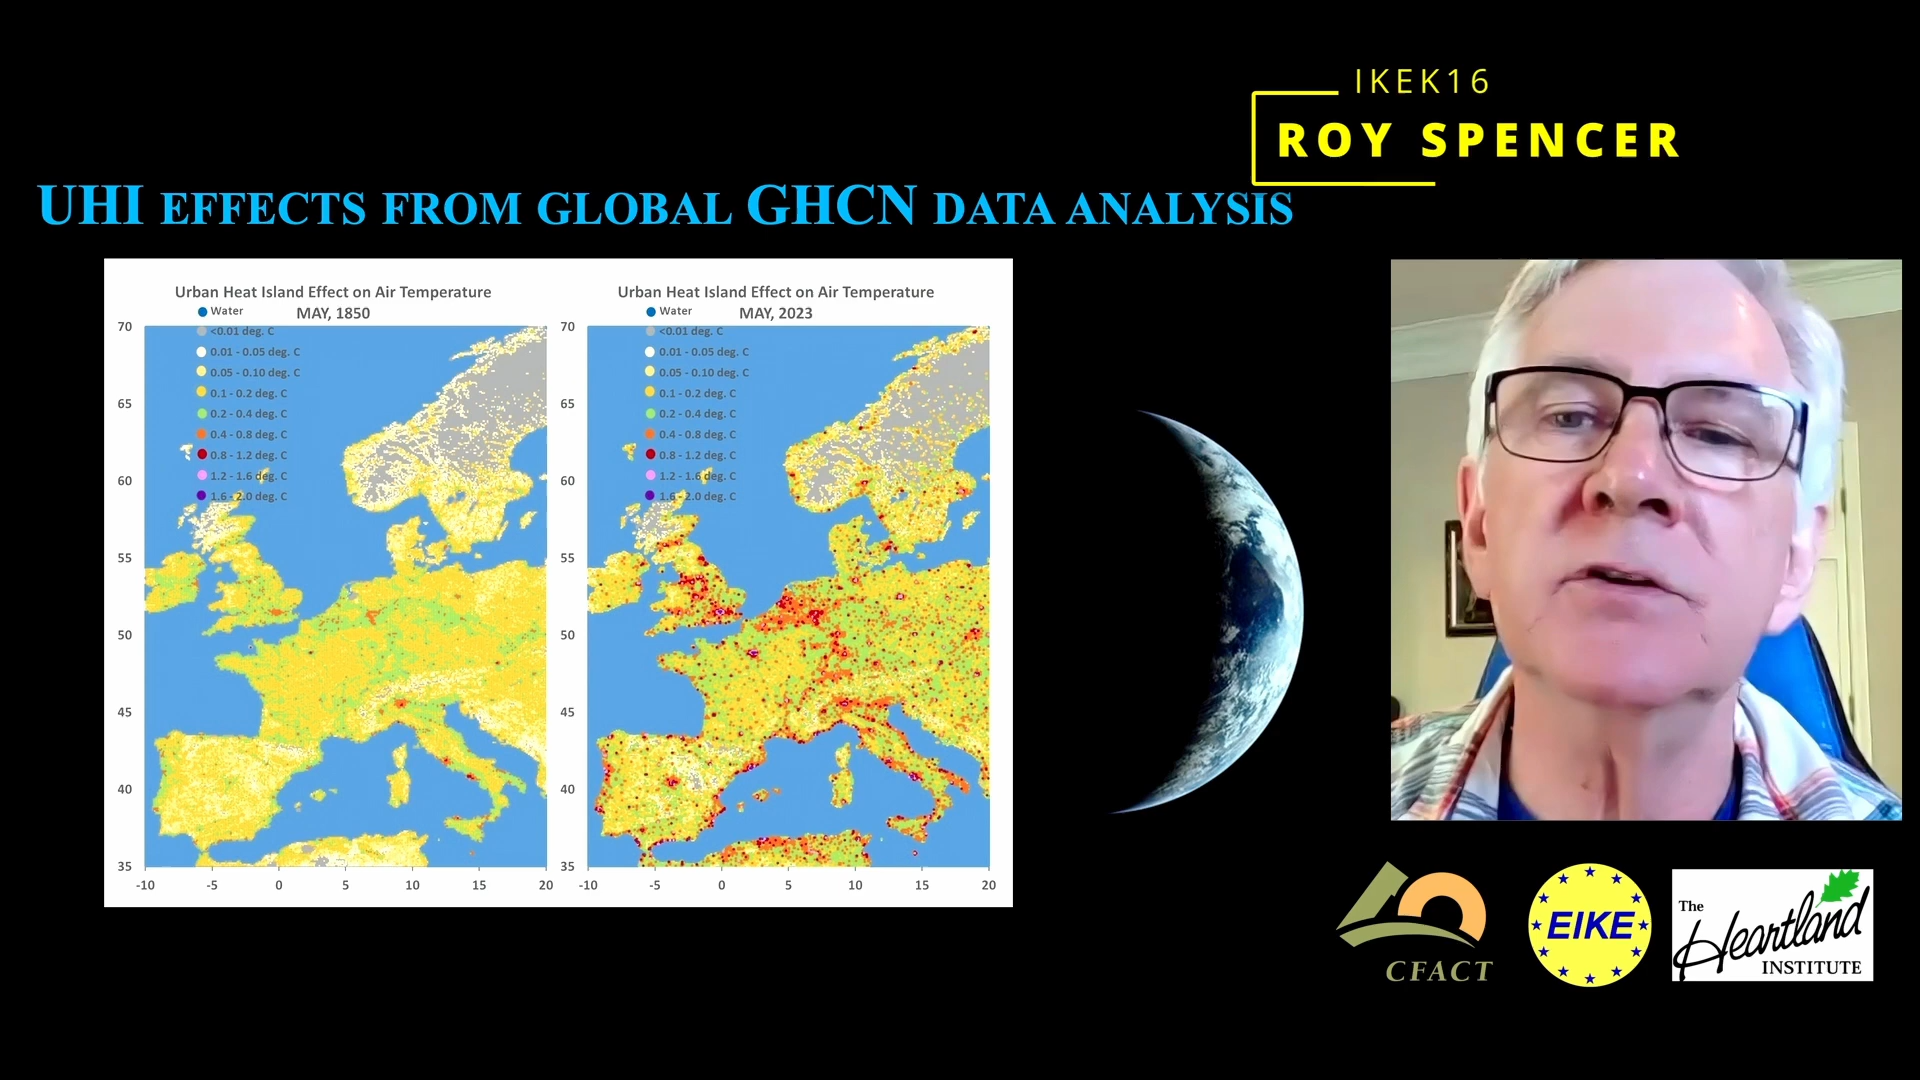 IKEK16
ROY SPENCER
UHI EFFECTS FROM GLOBAL GHCN DATA ANALYSIS
Urban Heat Island Effect on Air Temperature
MAY, 1850
Water
<0.01 deg. C
0.01 - 0.05 deg. C
0.05 - 0.10 deg. C
0.1 - 0.2 deg. C
0.2 - 0.4 deg. C
0.4 - 0.8 deg. C
0.8 - 1.2 deg. C
1.2 - 1.6 deg. C
1.6 - 2.0 deg. C
70
65
60
55
50
45
40
35
-10 -5 0 5 10 15 20
Urban Heat Island Effect on Air Temperature
MAY, 2023
Water
<0.01 deg. C
0.01 - 0.05 deg. C
0.05 - 0.10 deg. C
0.1 - 0.2 deg. C
0.2 - 0.4 deg. C
0.4 - 0.8 deg. C
0.8 - 1.2 deg. C
1.2 - 1.6 deg. C
1.6 - 2.0 deg. C
70
65
60
55
50
45
40
35
-10 -5 0 5 10 15 20
CFACT
EIKE
The
Heartland
INSTITUTE